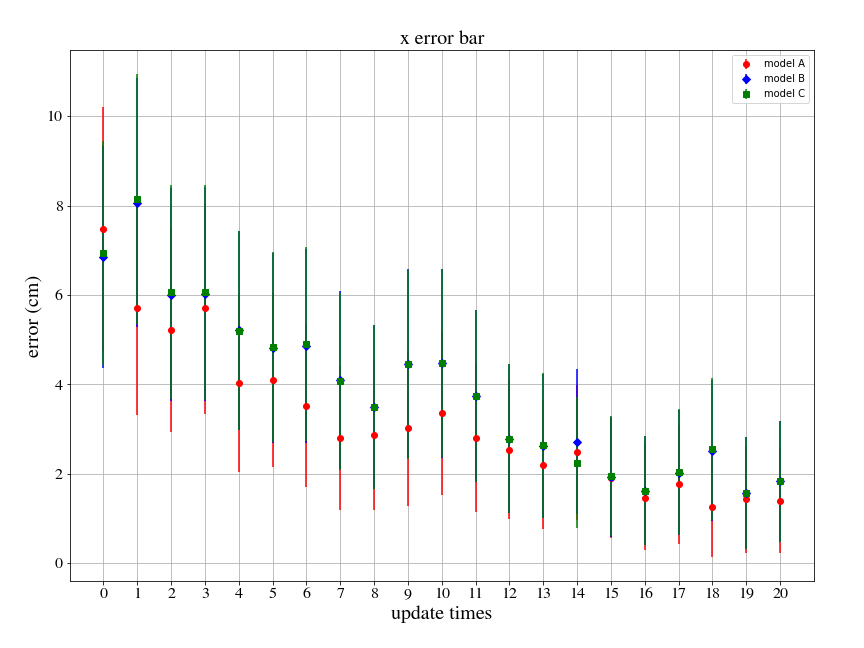 x error bar
model A
model B
model C
error (cm)
10
8
6
4
2
0
0 1 2 3 4 5 6 7 8 9 10 11 12 13 14 15 16 17 18 19 20
update times